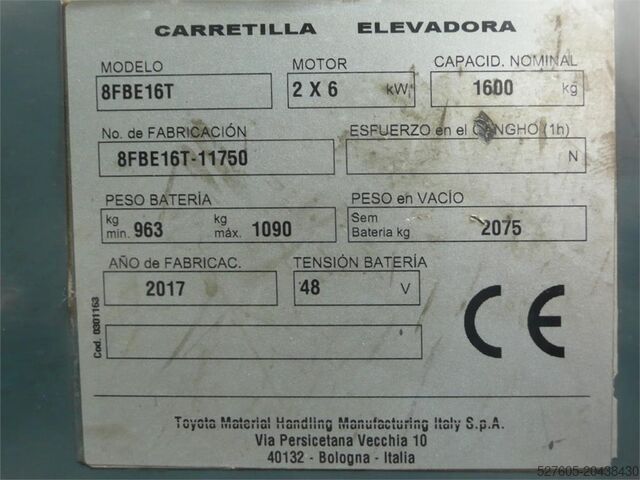 CARRETILLA ELEVADORA
MODELO MOTOR CAPACID. NOMINAL
8FBE16T 2 X 6 kW, 1600 kg
No. de FABRICACIÓN ESFUERZO en el GANGHO (1h)
8FBE16T-11750 N
PESO BATERÍA PESO en VACÍO
kg min. 963 kg máx. 1090 Sem Bateria kg 2075
AÑO de FABRICAC. TENSIÓN BATERÍA
2017 48 V
CE
Cod. 0301163
Toyota Material Handling Manufacturing Italy S.p.A.
Via Persicetana Vecchia 10
40132 - Bologna - Italia
527605-20438430